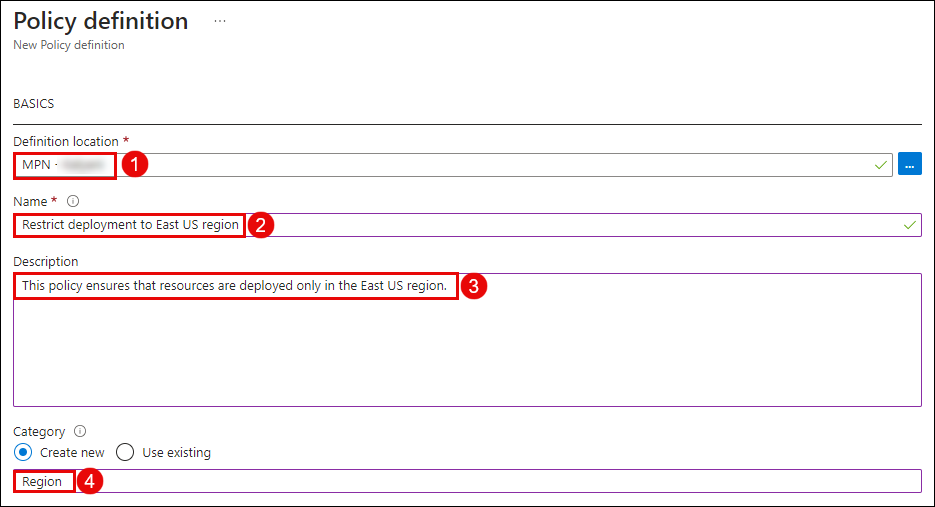 Policy definition ...
New Policy definition
BASICS
Definition location *
MPN -
1
...
Name *
Restrict deployment to East US region
2
Description
This policy ensures that resources are deployed only in the East US region.
3
Category
Create new Use existing
Region
4